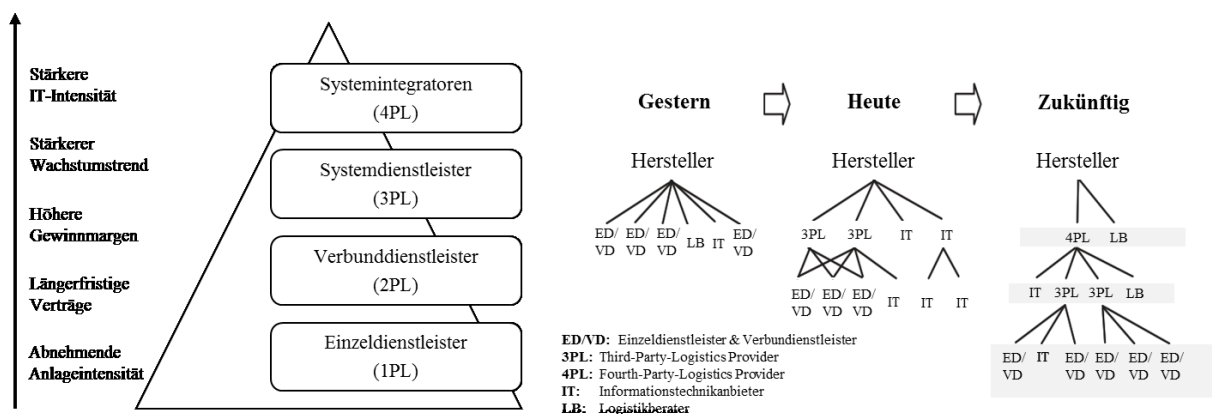 Stärkere
IT-Intensität
Stärkerer
Wachstumstrend
Höhere
Gewinnmargen
Längerfristige
Verträge
Abnehmende
Anlageintensität
Systemintegratoren
(4PL)
Systemdienstleister
(3PL)
Verbunddienstleister
(2PL)
Einzeldienstleister
(1PL)
Gestern Heute Zukünftig
Hersteller Hersteller Hersteller
ED/ ED/ ED/ LB IT ED/
VD VD VD VD
3PL 3PL IT IT
ED/ ED/ ED/ IT IT IT
VD VD VD
4PL LB
IT 3PL 3PL LB
ED/ IT ED/ ED/ ED/ ED/
VD VD VD VD VD
ED/VD: Einzeldienstleister & Verbundienstleister
3PL: Third-Party-Logistics Provider
4PL: Fourth-Party-Logistics Provider
IT: Informationstechnikanbieter
LB: Logistikberater